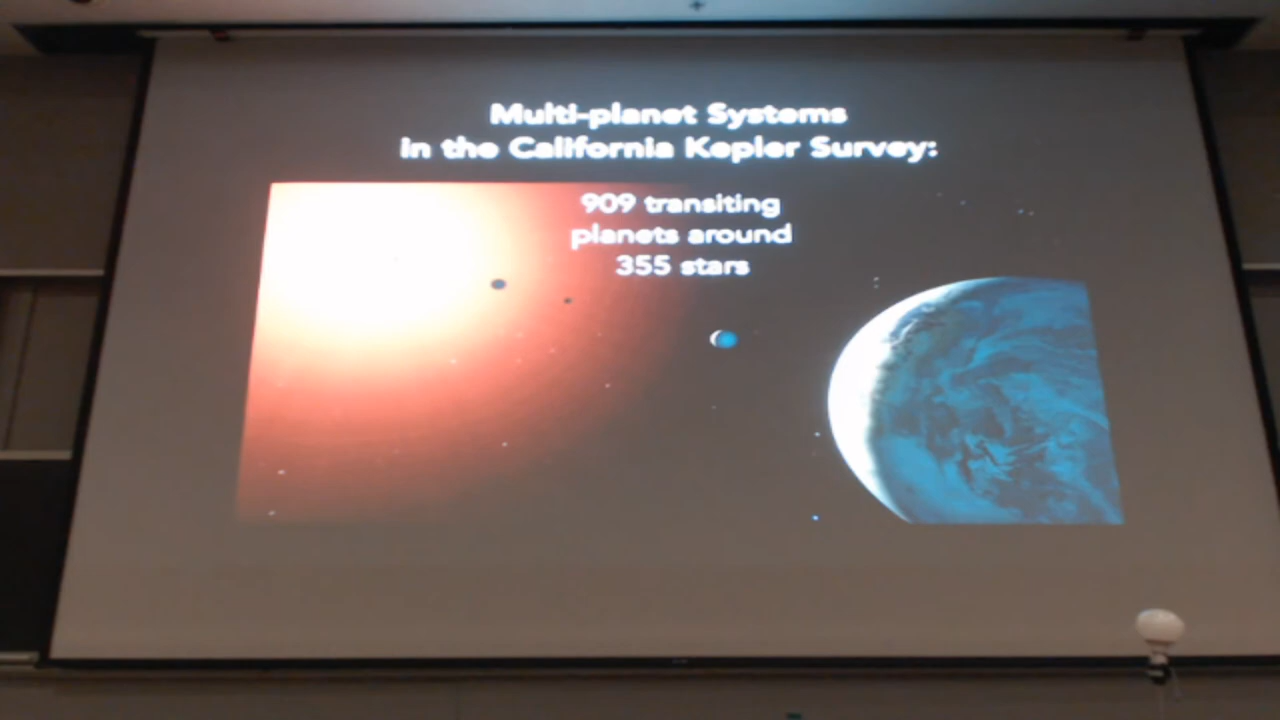 Multi-planet Systems
in the California Kepler Survey:
909 transiting
planets around
355 stars